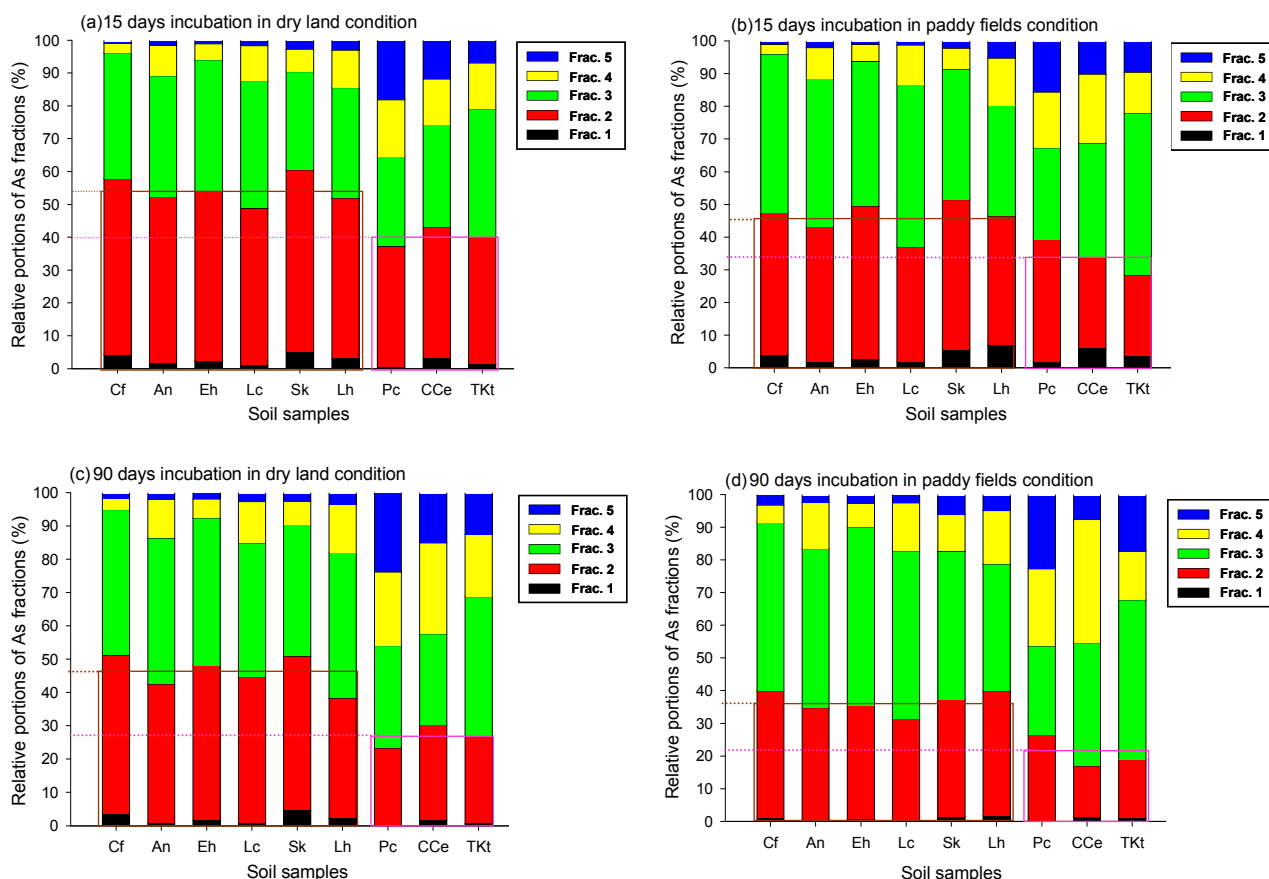 (a) 15 days incubation in dry land condition
Relative portions of As fractions (%)
100
90
80
70
60
50
40
30
20
10
0
Cf An Eh Lc Sk Lh Pc CCe TKt
Soil samples
Frac. 5
Frac. 4
Frac. 3
Frac. 2
Frac. 1
(b) 15 days incubation in paddy fields condition
Relative portions of As fractions (%)
100
90
80
70
60
50
40
30
20
10
0
Cf An Eh Lc Sk Lh Pc CCe TKt
Soil samples
Frac. 5
Frac. 4
Frac. 3
Frac. 2
Frac. 1
(c) 90 days incubation in dry land condition
Relative portions of As fractions (%)
100
90
80
70
60
50
40
30
20
10
0
Cf An Eh Lc Sk Lh Pc CCe TKt
Soil samples
Frac. 5
Frac. 4
Frac. 3
Frac. 2
Frac. 1
(d) 90 days incubation in paddy fields condition
Relative portions of As fractions (%)
100
90
80
70
60
50
40
30
20
10
0
Cf An Eh Lc Sk Lh Pc CCe TKt
Soil samples
Frac. 5
Frac. 4
Frac. 3
Frac. 2
Frac. 1